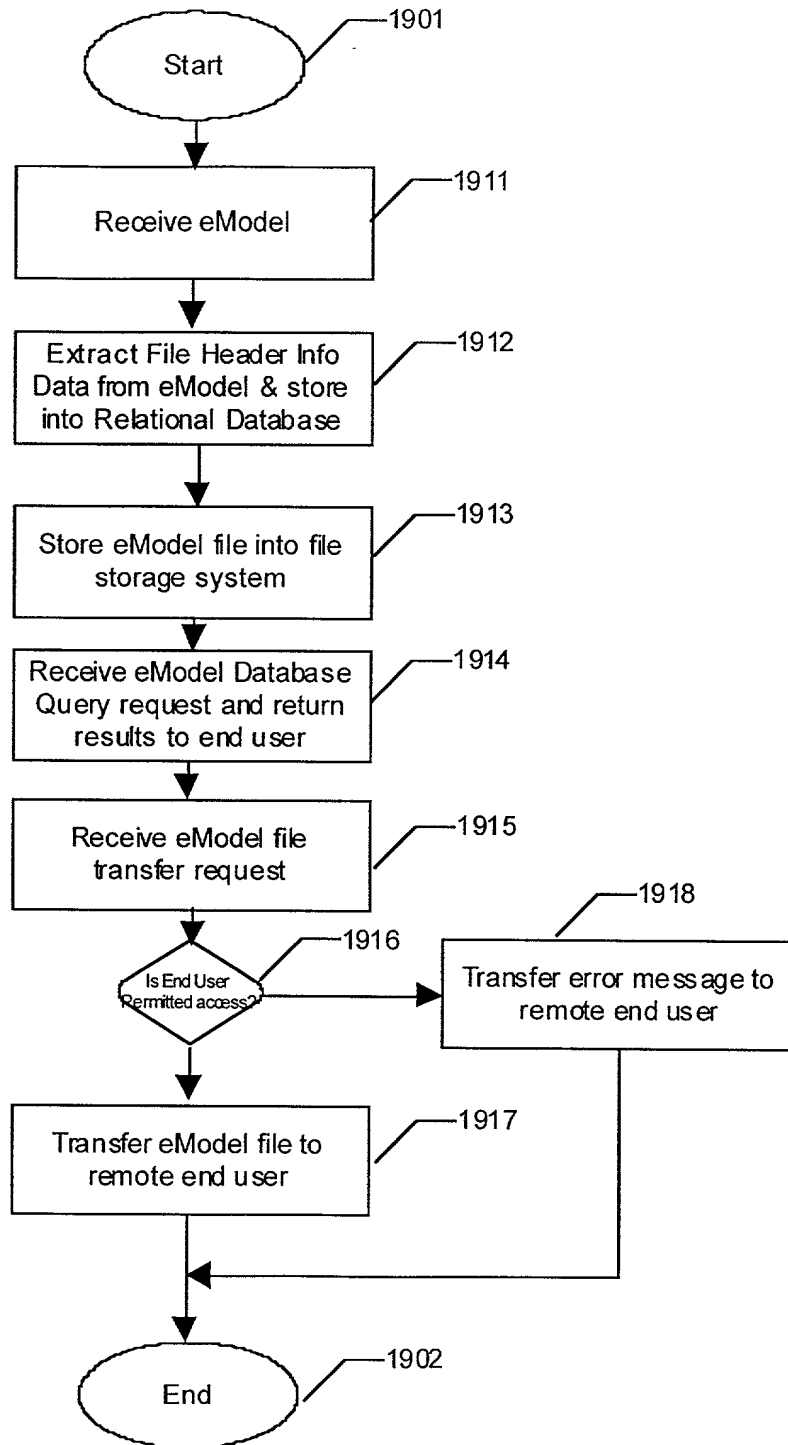 1901
Start
1911
Receive eModel
1912
Extract File Header Info
Data from eModel & store
into Relational Database
1913
Store eModel file into file
storage system
1914
Receive eModel Database
Query request and return
results to end user
1915
Receive eModel file
transfer request
1916
Is End User
Permitted access?
1918
Transfer error message to
remote end user
1917
Transfer eModel file to
remote end user
1902
End